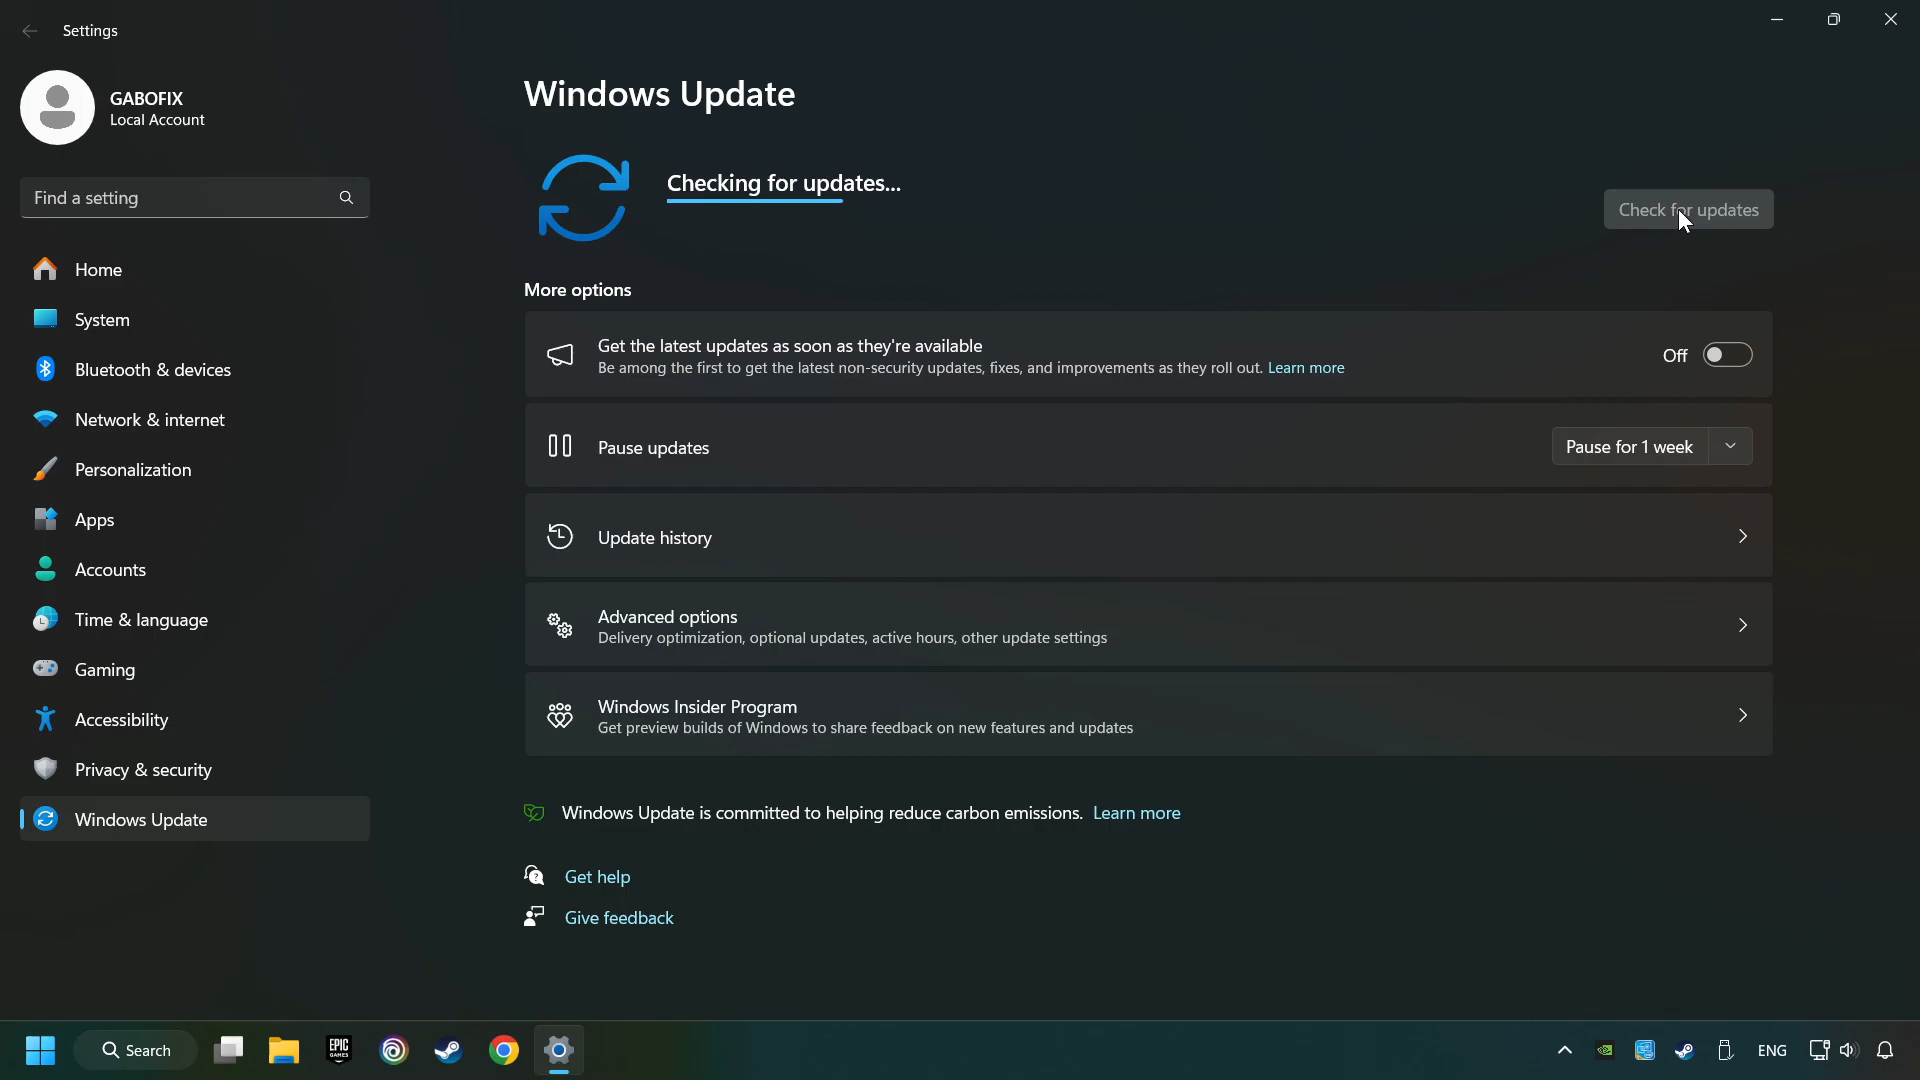 Settings
GABOFIX
Local Account
Find a setting
Home
System
Bluetooth & devices
Network & internet
Personalization
Apps
Accounts
Time & language
Gaming
Accessibility
Privacy & security
Windows Update
Windows Update
Checking for updates...
Check for updates
More options
Get the latest updates as soon as they're available
Be among the first to get the latest non-security updates, fixes, and improvements as they roll out. Learn more
Off
Pause updates
Pause for 1 week
Update history
Advanced options
Delivery optimization, optional updates, active hours, other update settings
Windows Insider Program
Get preview builds of Windows to share feedback on new features and updates
Windows Update is committed to helping reduce carbon emissions. Learn more
Get help
Give feedback
Search
EPIC
GAMES
ENG